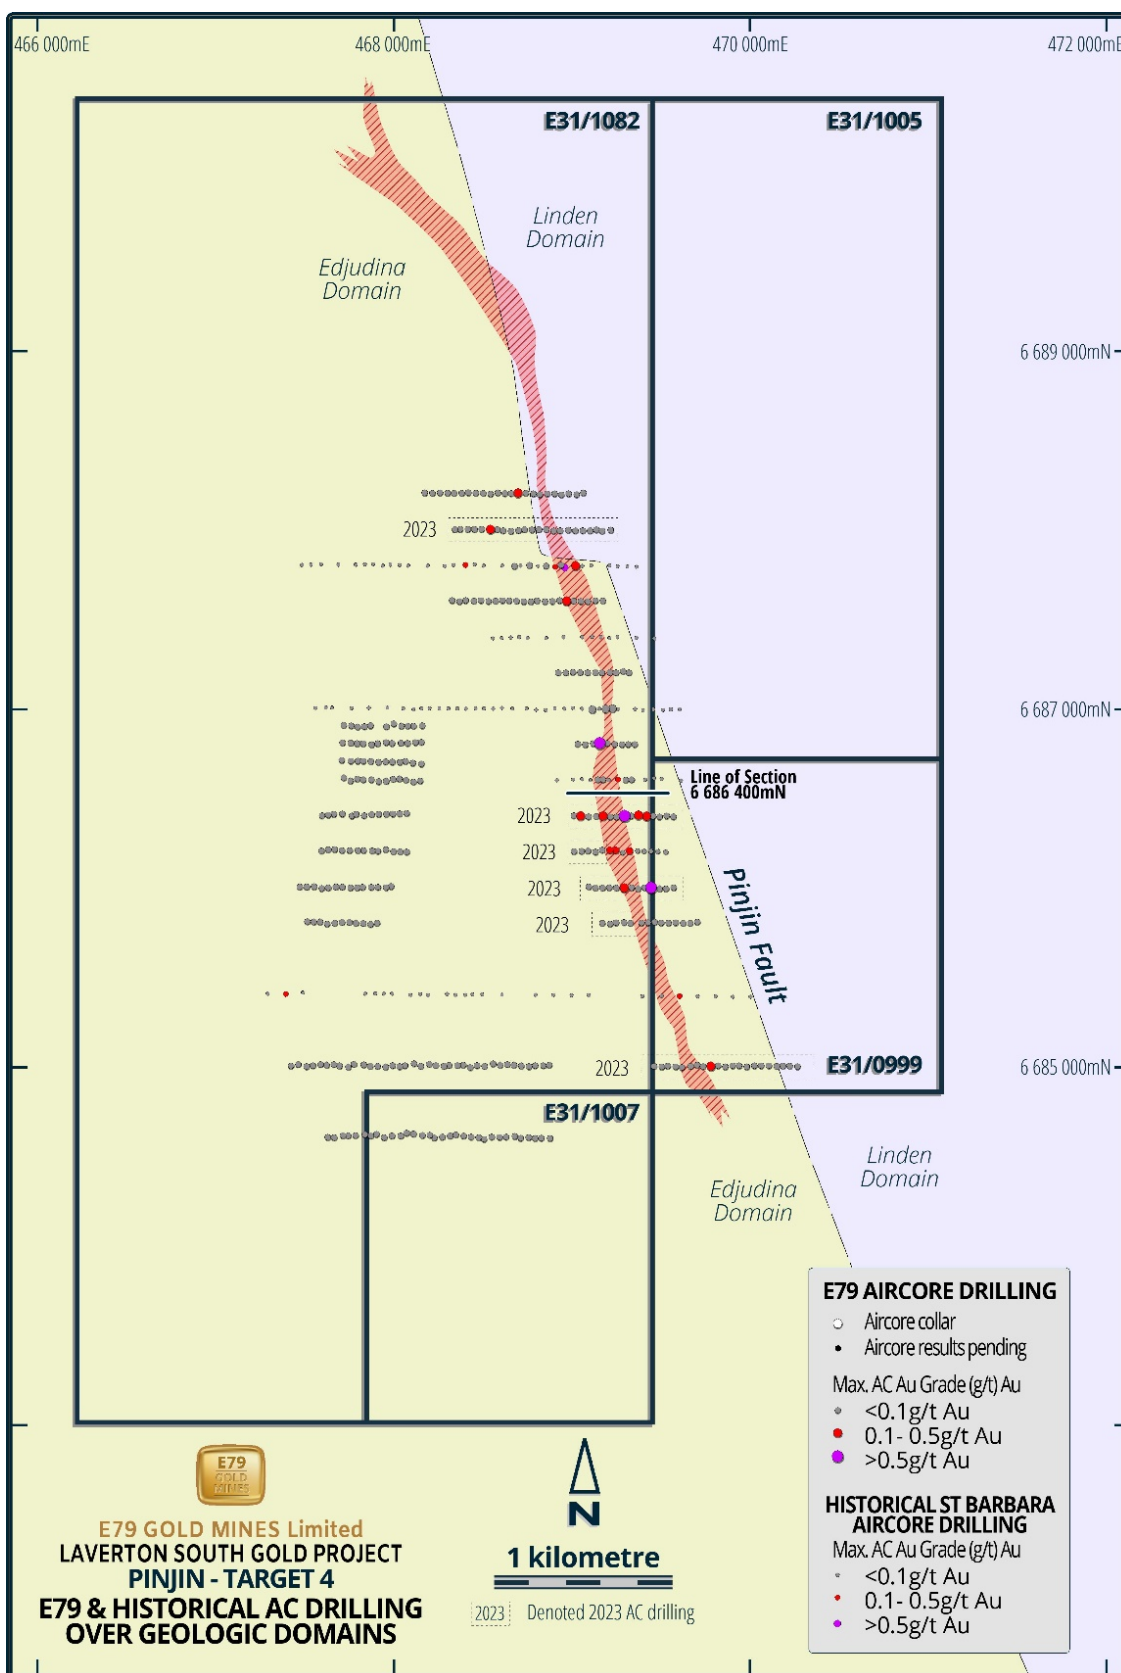 466 000mE
468 000mE
470 000mE
472 000mE
E31/1082
E31/1005
Linden
Domain
Edjudina
Domain
6 689 000mN
2023
6 687 000mN
Line of Section
6 686 400mN
2023
2023
2023
2023
Pinjin Fault
2023
E31/0999
6 685 000mN
E31/1007
Linden
Domain
Edjudina
Domain
E79 AIRCORE DRILLING
Aircore collar
Aircore results pending
Max. AC Au Grade (g/t) Au
<0.1g/t Au
0.1- 0.5g/t Au
>0.5g/t Au
HISTORICAL ST BARBARA
AIRCORE DRILLING
Max. AC Au Grade (g/t) Au
<0.1g/t Au
0.1- 0.5g/t Au
>0.5g/t Au
E79
GOLD
MINES
E79 GOLD MINES Limited
LAVERTON SOUTH GOLD PROJECT
PINJIN - TARGET 4
E79 & HISTORICAL AC DRILLING
OVER GEOLOGIC DOMAINS
N
1 kilometre
2023 Denoted 2023 AC drilling